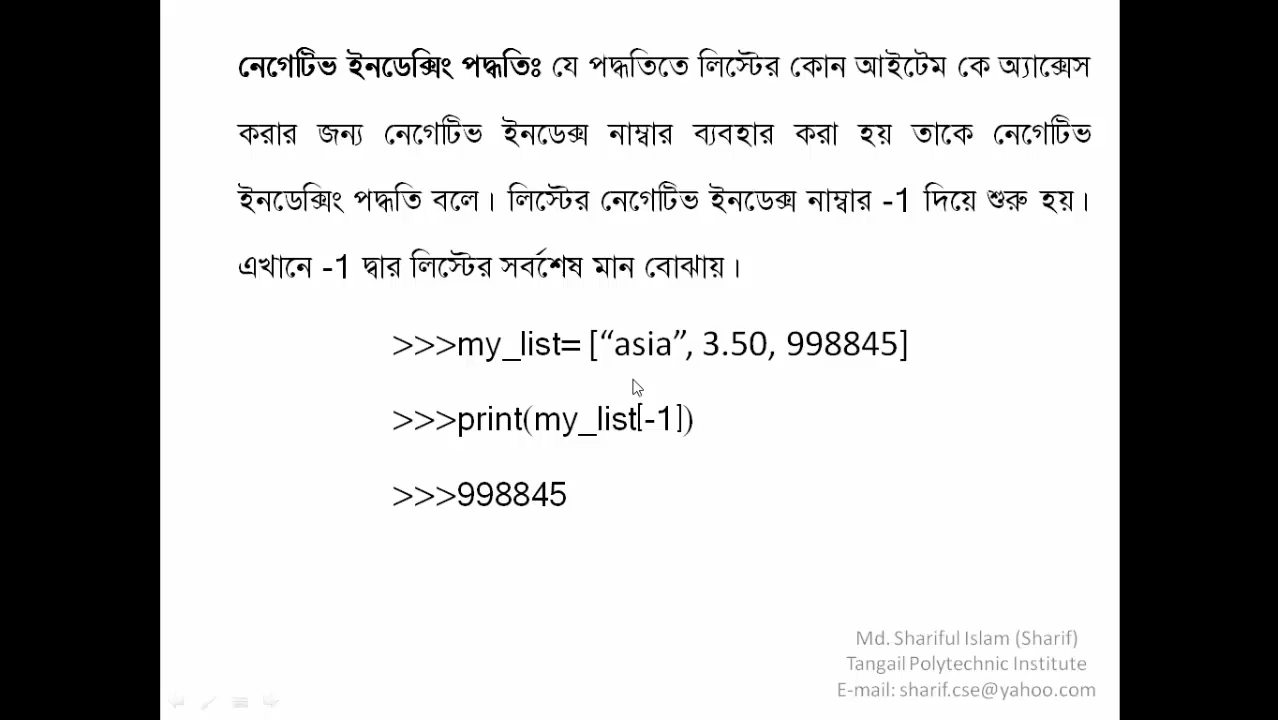 নেগেটিভ ইনডেক্সিং পদ্ধতিঃ যে পদ্ধতিতে লিস্টের কোন আইটেম কে অ্যাক্সেস
করার জন্য নেগেটিভ ইনডেক্স নাম্বার ব্যবহার করা হয় তাকে নেগেটিভ
ইনডেক্সিং পদ্ধতি বলে। লিস্টের নেগেটিভ ইনডেক্স নাম্বার -1 দিয়ে শুরু হয়।
এখানে -1 দ্বার লিস্টের সর্বশেষ মান বোঝায়।
>>>my_list= [“asia”, 3.50, 998845]
>>>print(my_list[-1])
>>>998845
Md. Shariful Islam (Sharif)
Tangail Polytechnic Institute
E-mail: sharif.cse@yahoo.com